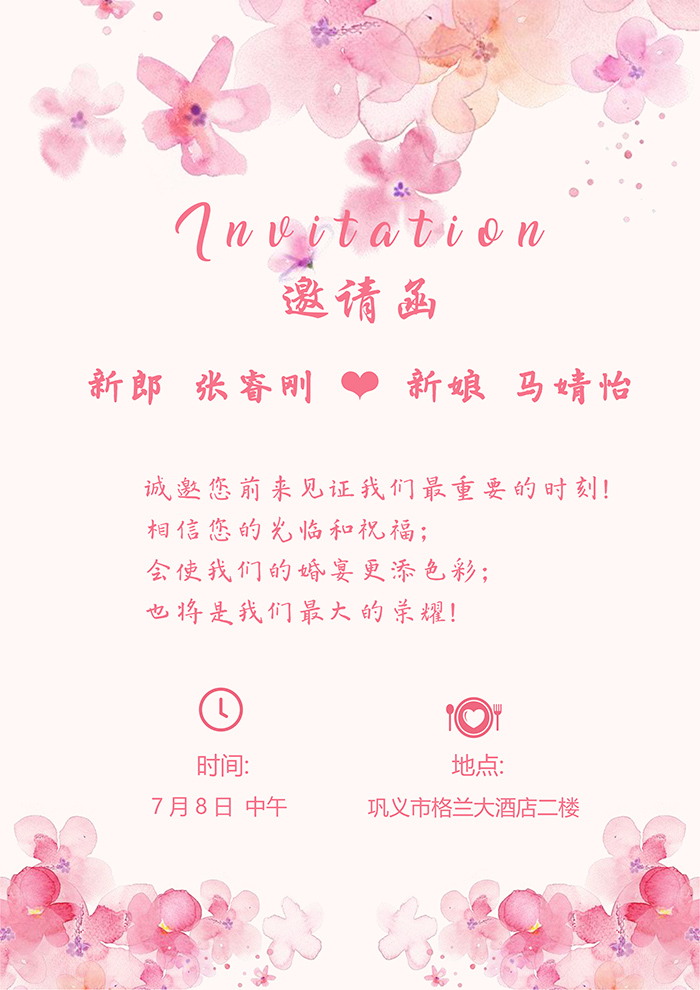 Invitation
邀请函
新郎 张睿刚 ❤ 新娘 马婧怡
诚邀您前来见证我们最重要的时刻!
相信您的光临和祝福;
会使我们的婚宴更添色彩;
也将是我们最大的荣耀!
时间:
7月8日 中午
地点:
巩义市格兰大酒店二楼